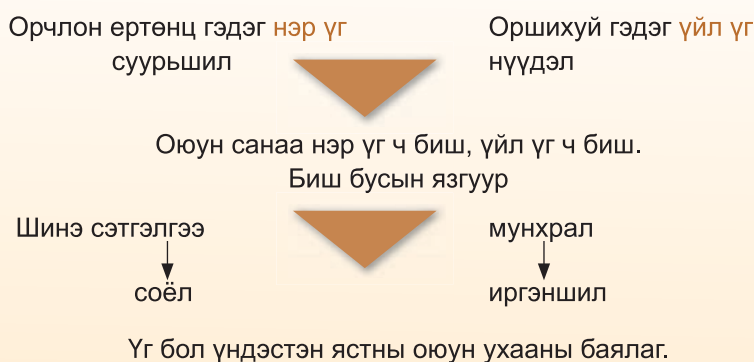 Орчлон ертөнц гэдэг нэр үг
суурьшил
Оршихуй гэдэг үйл үг
нүүдэл
Оюун санаа нэр үг ч биш, үйл үг ч биш.
Биш бусын язгуур
Шинэ сэтгэлгээ
соёл
мунхрал
иргэншил
Үг бол үндэстэн ястны оюун ухааны баялаг.